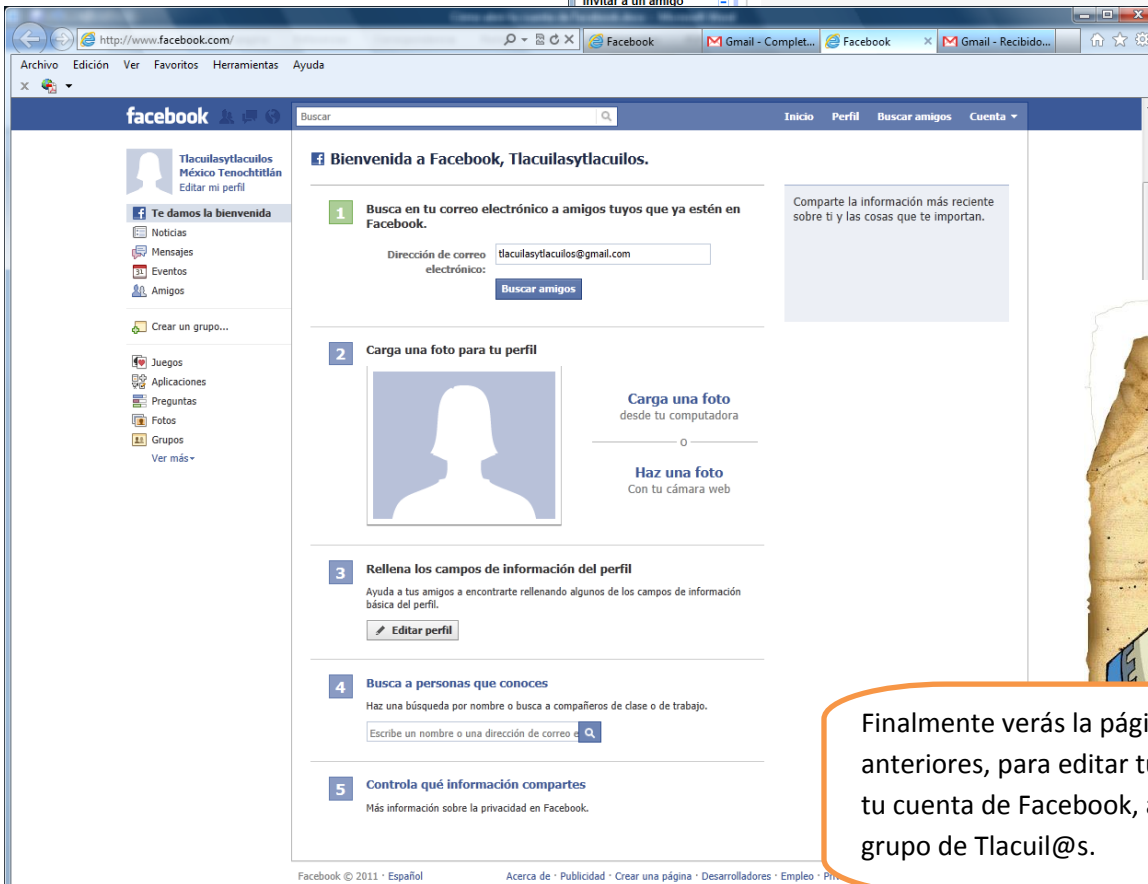 Invitar a un amigo
http://www.facebook.com/
Facebook
Gmail - Complet...
Facebook
Gmail - Recibido...
Archivo Edición Ver Favoritos Herramientas Ayuda
facebook
Buscar
Inicio Perfil Buscar amigos Cuenta
Tlacuilasytlacuilos
México Tenochtitlán
Editar mi perfil
Te damos la bienvenida
Noticias
Mensajes
Eventos
Amigos
Crear un grupo...
Juegos
Aplicaciones
Preguntas
Fotos
Grupos
Ver más
Bienvenida a Facebook, Tlacuilasytlacuilos.
1
Busca en tu correo electrónico a amigos tuyos que ya estén en
Facebook.
Dirección de correo
electrónico:
tlacuilasytlacuilos@gmail.com
Buscar amigos
Comparte la información más reciente
sobre ti y las cosas que te importan.
2
Carga una foto para tu perfil
Carga una foto
desde tu computadora
o
Haz una foto
Con tu cámara web
3
Rellena los campos de información del perfil
Ayuda a tus amigos a encontrarte rellenando algunos de los campos de información
básica del perfil.
Editar perfil
4
Busca a personas que conoces
Haz una búsqueda por nombre o busca a compañeros de clase o de trabajo.
Escribe un nombre o una dirección de correo e
5
Controla qué información compartes
Más información sobre la privacidad en Facebook.
Finalmente verás la pági
anteriores, para editar tu
tu cuenta de Facebook, a
grupo de Tlacuil@s.
Facebook © 2011 · Español
Acerca de · Publicidad · Crear una página · Desarrolladores · Empleo ·